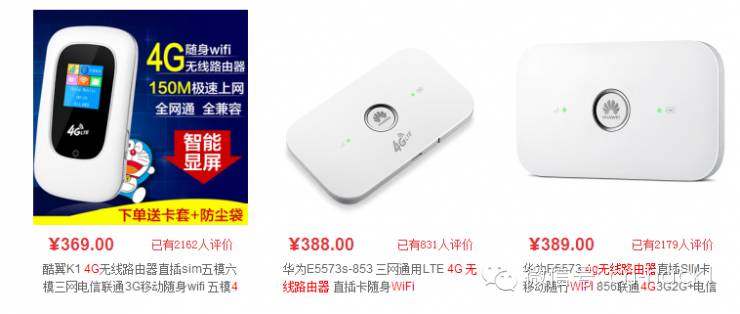 4G 随身wifi
无线路由器
150M极速上网
全网通 全兼容
4G LTE
智能
显屏
下单送卡套+防尘袋
¥369.00 已有2162人评价
酷翼K1 4G无线路由器直插sim五模六
模三网电信联通3G移动随身wifi 五模4
HUAWEI
4G LTE
¥388.00 已有831人评价
华为E5573s-853 三网通用LTE 4G 无
线路由器 直插卡随身WiFi
HUAWEI
¥389.00 已有2179人评价
华为E5573 4g无线路由器直插SIM卡
移动随行WIFI 856联通4G3G2G+电信
微信号